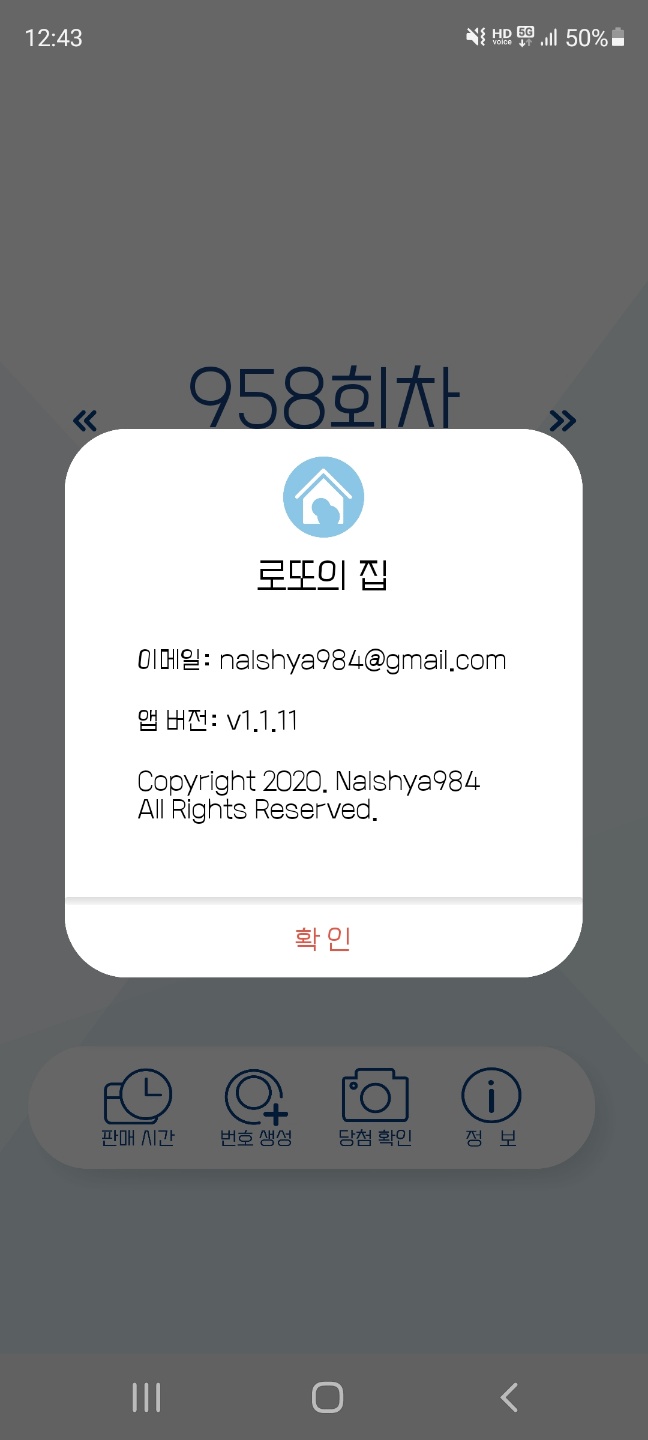 12:43
HD voice 5G 50%
958회차
로또의 집
이메일: nalshya984@gmail.com
앱 버전: v1.1.11
Copyright 2020. Nalshya984
All Rights Reserved.
확인
판매 시간 번호 생성 당첨 확인 정 보